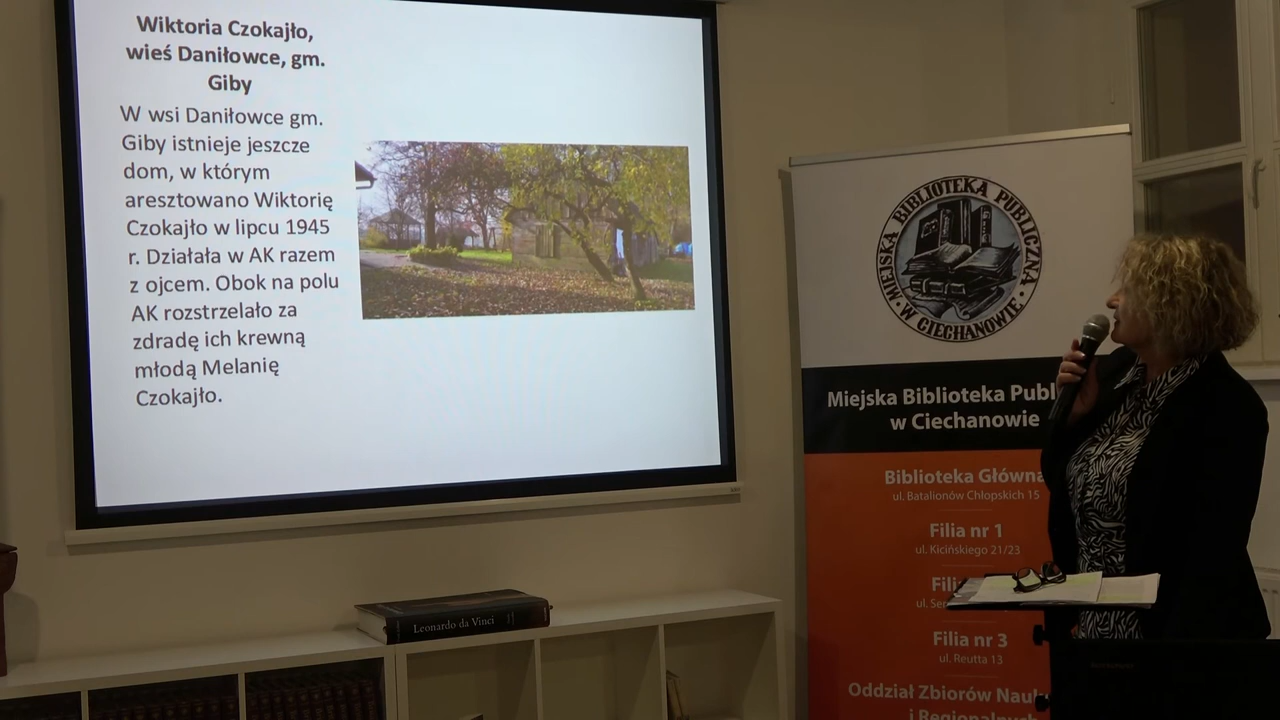 Wiktoria Czokajło,
wieś Daniłowce, gm.
Giby
W wsi Daniłowce gm.
Giby istnieje jeszcze
dom, w którym
aresztowano Wiktorię
Czokajło w lipcu 1945
r. Działała w AK razem
z ojcem. Obok na polu
AK rozstrzelało za
zdradę ich krewną
młodą Melanię
Czokajło.
MIEJSKA BIBLIOTEKA PUBLICZNA
W CIECHANOWIE
Miejska Biblioteka
w Ciechanowie
Biblioteka Główna
ul. Batalionów Chłopskich 15
Filia nr 1
ul. Kicińskiego 21/23
ul.
Filia nr 3
ul. Reutta 13
Oddział Zbiorów
i
Leonardo da Vinci